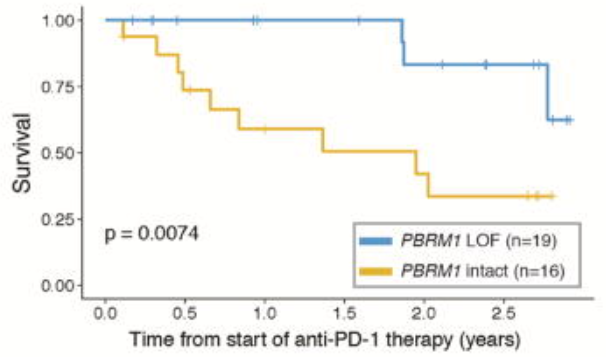 1.00
0.75
0.50
0.25
0.00
Survival
p = 0.0074
PBRM1 LOF (n=19)
PBRM1 intact (n=16)
0.0 0.5 1.0 1.5 2.0 2.5
Time from start of anti-PD-1 therapy (years)